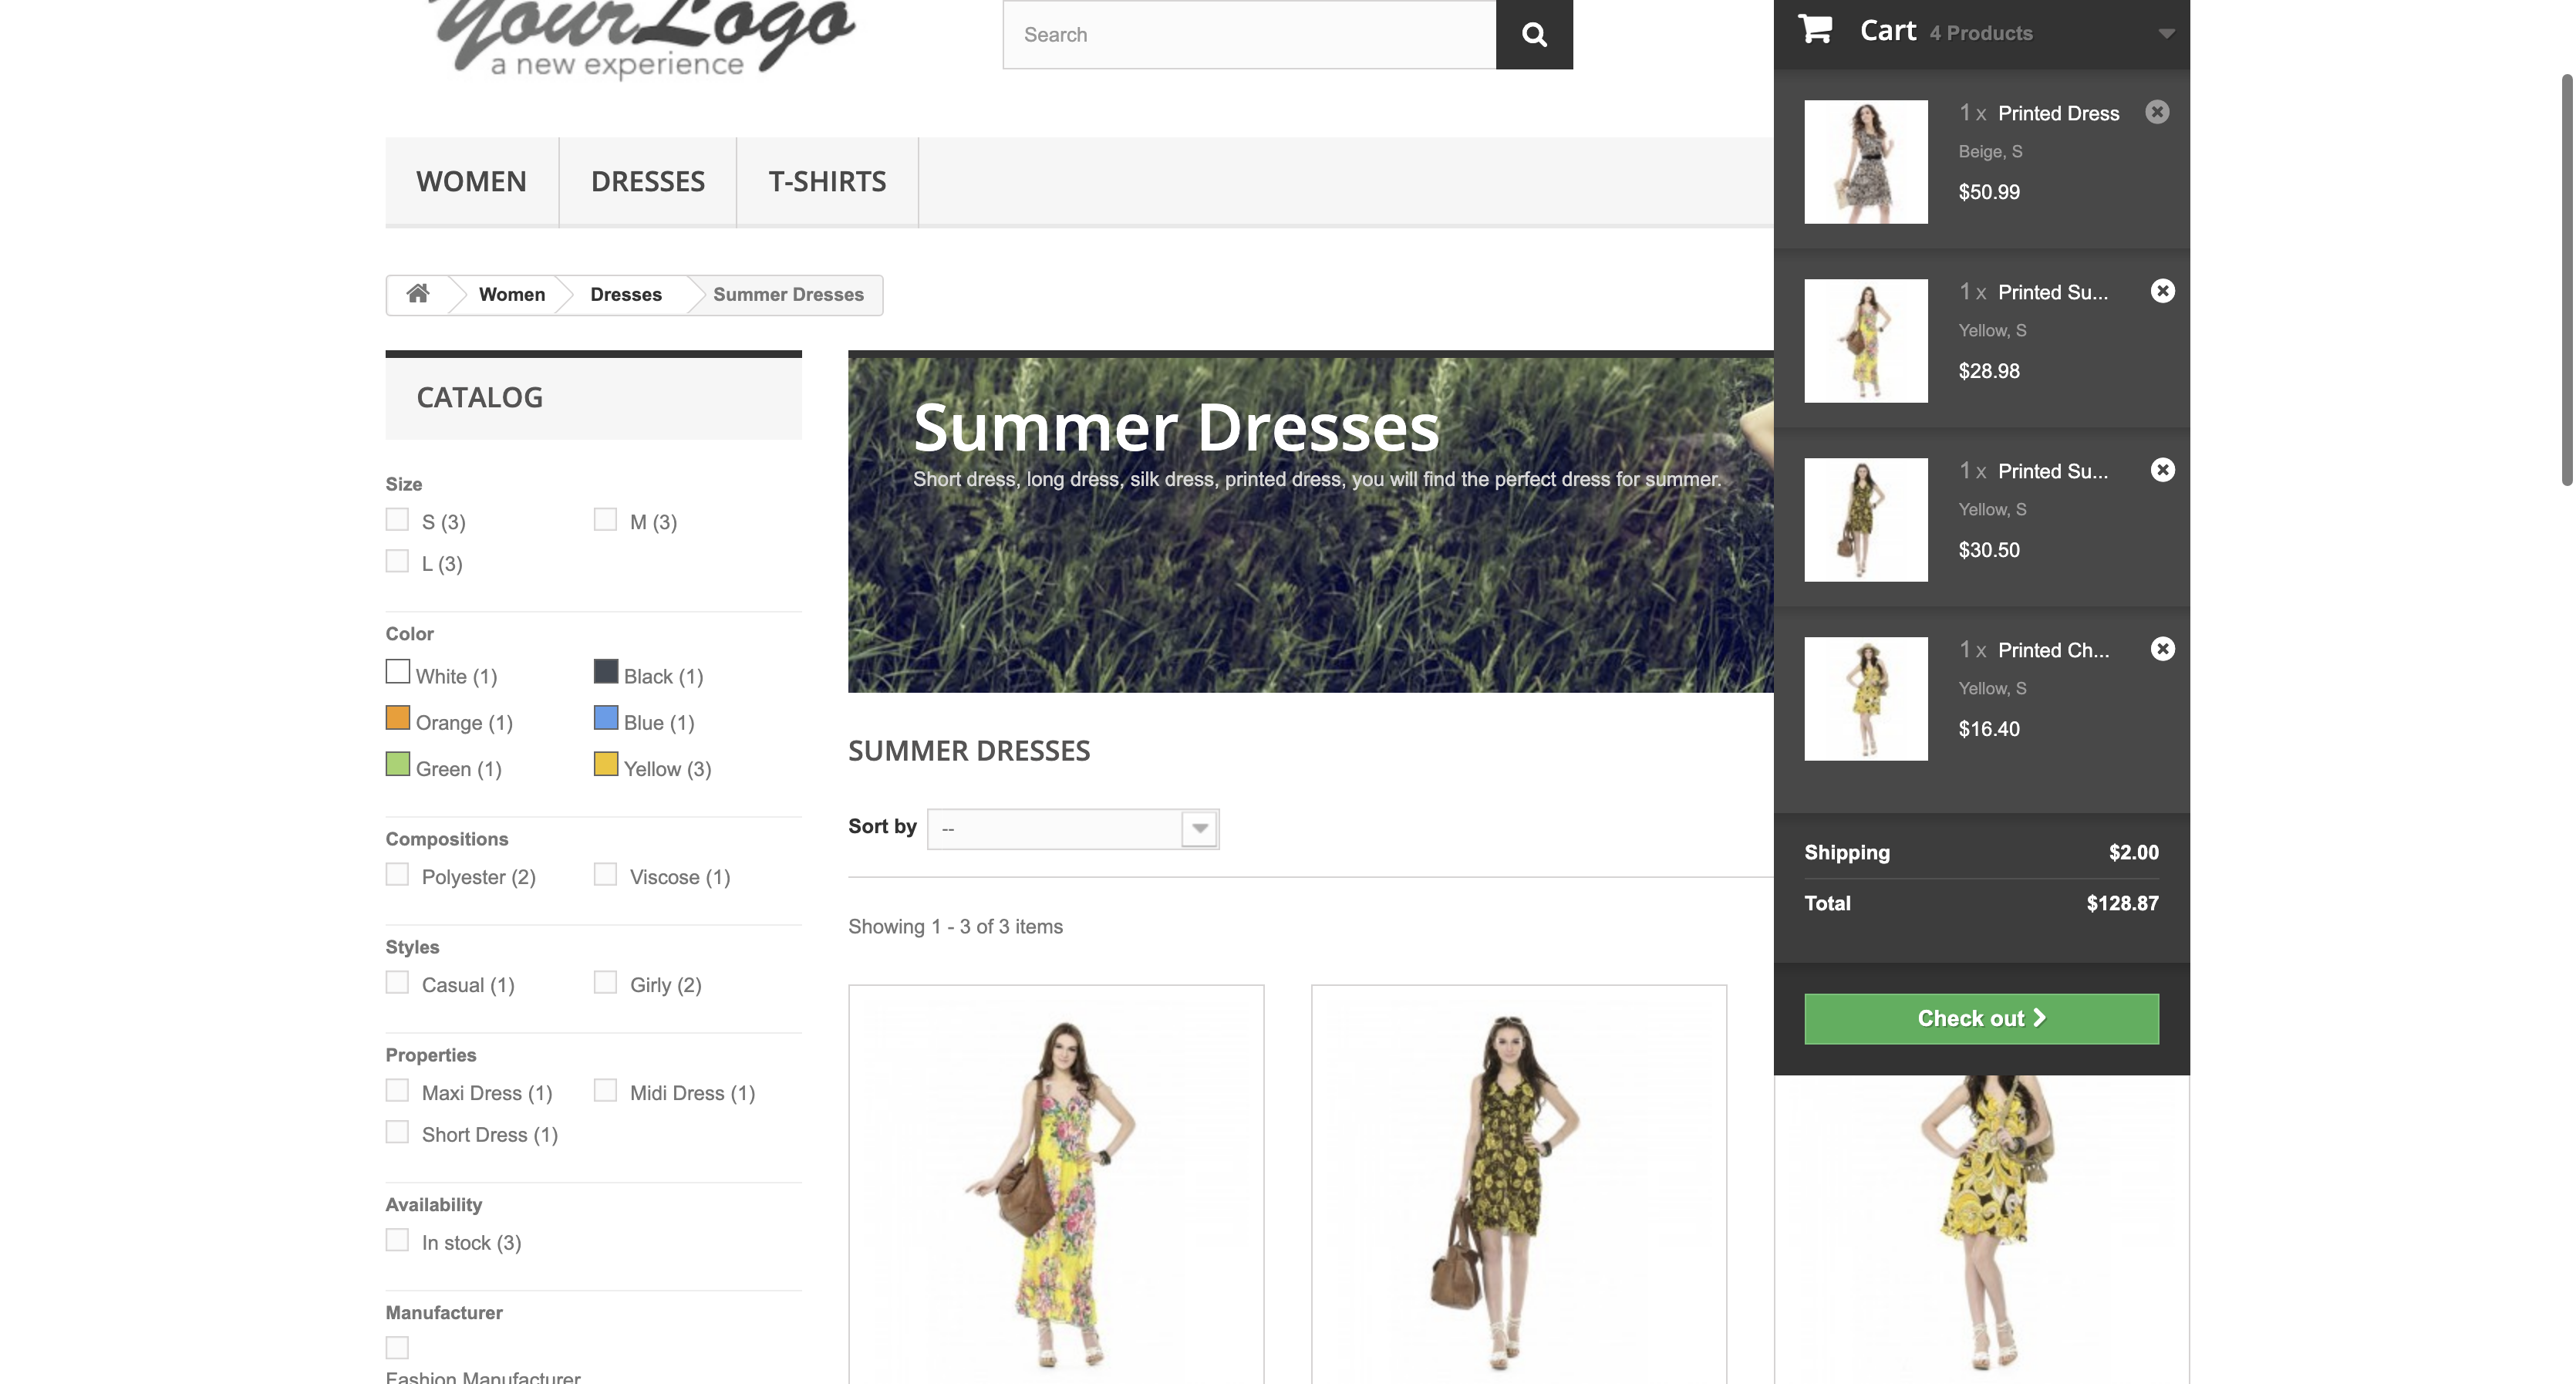 YourLogo
a new experience
Search
Cart 4 Products
WOMEN
DRESSES
T-SHIRTS
Women
Dresses
Summer Dresses
CATALOG
Size
S (3)
M (3)
L (3)
Color
White (1)
Black (1)
Orange (1)
Blue (1)
Green (1)
Yellow (3)
Compositions
Polyester (2)
Viscose (1)
Styles
Casual (1)
Girly (2)
Properties
Maxi Dress (1)
Midi Dress (1)
Short Dress (1)
Availability
In stock (3)
Manufacturer
Fashion Manufacturer
Summer Dresses
Short dress, long dress, silk dress, printed dress, you will find the perfect dress for summer.
SUMMER DRESSES
Sort by
--
Showing 1 - 3 of 3 items
1 x Printed Dress
Beige, S
$50.99
1 x Printed Su...
Yellow, S
$28.98
1 x Printed Su...
Yellow, S
$30.50
1 x Printed Ch...
Yellow, S
$16.40
Shipping $2.00
Total $128.87
Check out